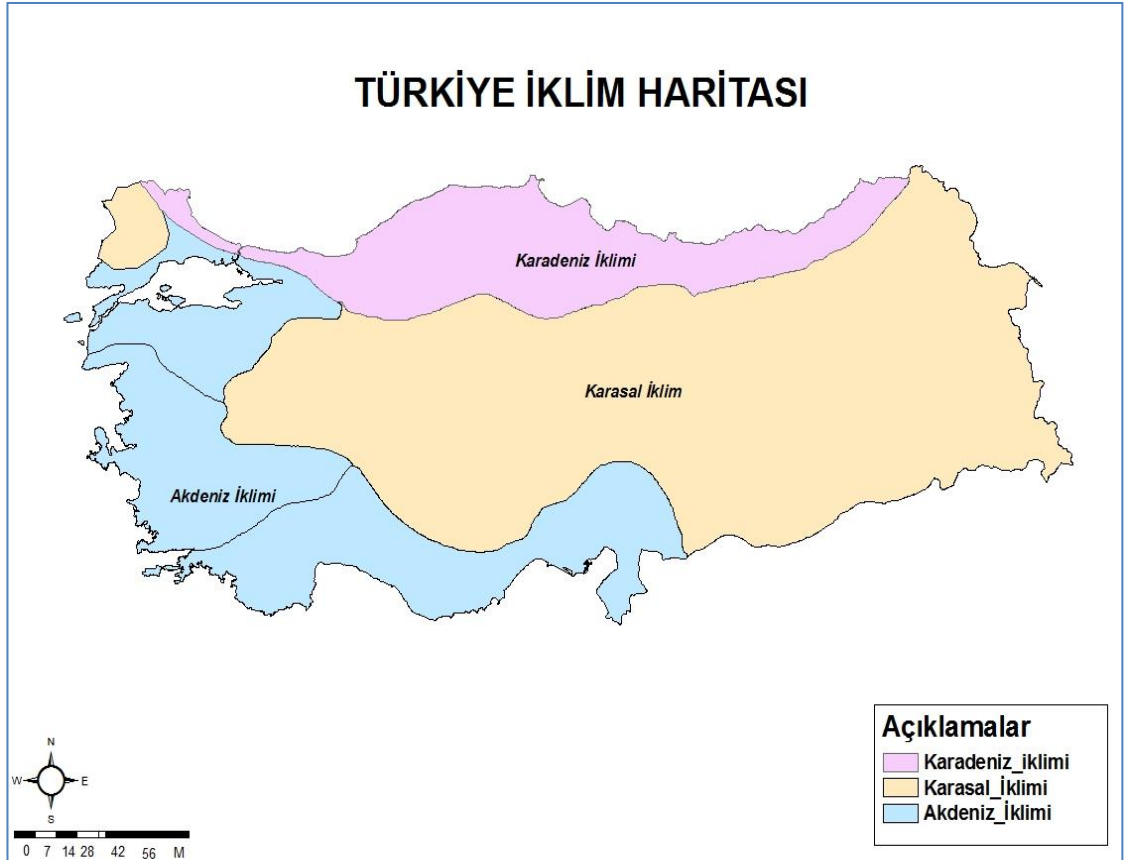 TÜRKİYE İKLİM HARİTASI
Karadeniz İklimi
Karasal İklim
Akdeniz İklimi
Açıklamalar
Karadeniz_iklimi
Karasal_İklimi
Akdeniz_İklimi
N
W E
S
0 7 14 28 42 56 M